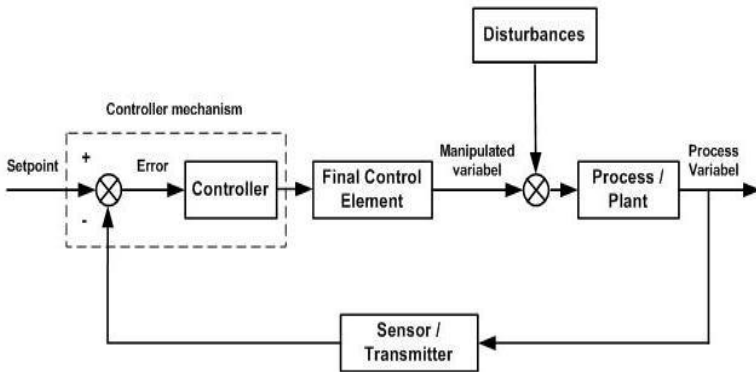 Disturbances
Controller mechanism
Setpoint
+
Error
-
Controller
Final Control
Element
Manipulated
variabel
Process /
Plant
Process
Variabel
Sensor /
Transmitter